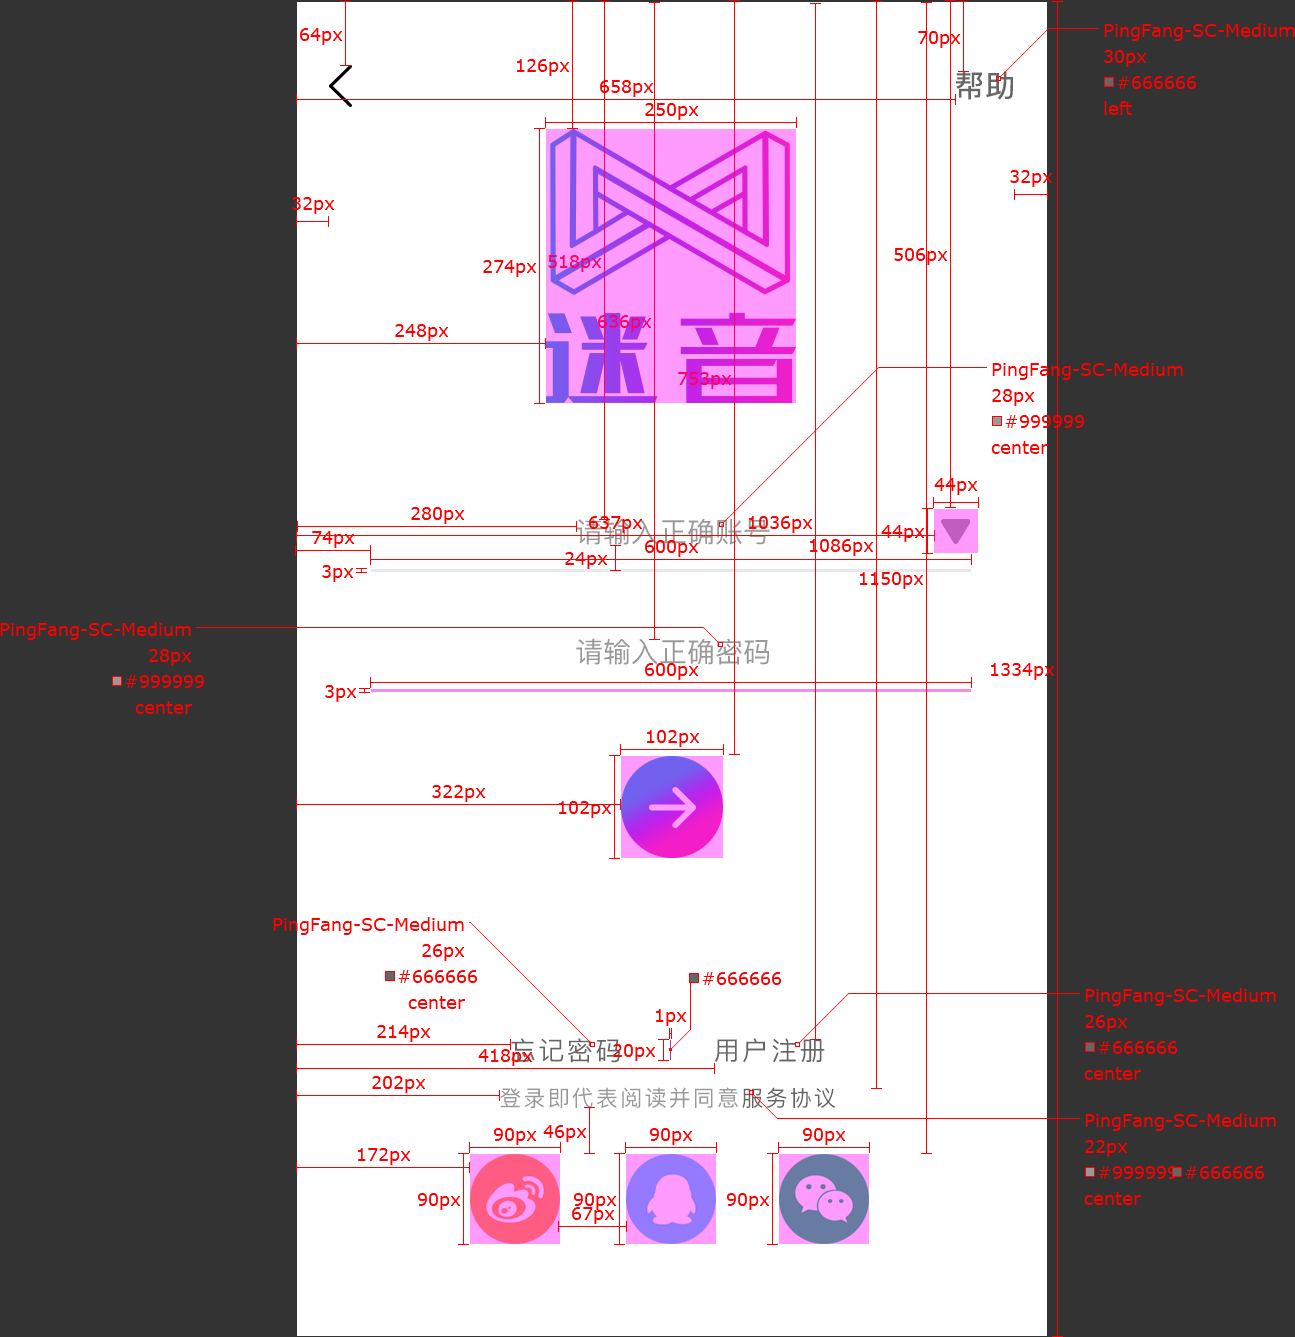 64px
70px
PingFang-SC-Medium
30px
#666666
left
帮助
126px
658px
250px
32px
32px
274px
518px
506px
248px
636px
迷音
753px
PingFang-SC-Medium
28px
#999999
center
44px
280px
637px
1036px
请输入正确账号
44px
74px
24px
600px
1086px
3px
1150px
PingFang-SC-Medium
28px
#999999
center
请输入正确密码
600px
1334px
3px
102px
322px
102px
PingFang-SC-Medium
26px
#666666
center
#666666
1px
214px
忘记密码
20px
用户注册
418px
PingFang-SC-Medium
26px
#666666
center
202px
登录即代表阅读并同意服务协议
46px
PingFang-SC-Medium
22px
#999999 #666666
center
90px
90px
90px
172px
90px
90px
90px
67px